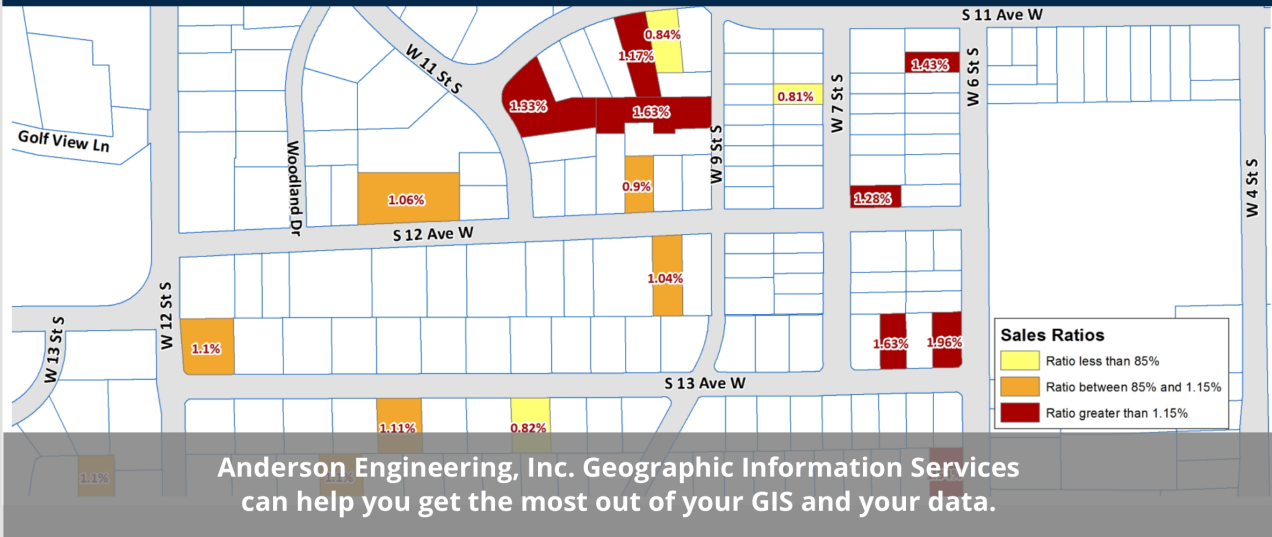 S 11 Ave W
0.84%
W 11 St S
1.17%
1.43%
W 6 St S
1.33%
1.63%
0.81%
W 7 St S
Golf View Ln
Woodland Dr
W 9 St S
W 4 St S
1.06%
0.9%
1.28%
S 12 Ave W
1.04%
W 12 St S
W 13 St S
1.1%
1.63%
1.96%
Sales Ratios
Ratio less than 85%
Ratio between 85% and 1.15%
Ratio greater than 1.15%
S 13 Ave W
1.11%
0.82%
1.1%
1.1%
Anderson Engineering, Inc. Geographic Information Services
can help you get the most out of your GIS and your data.